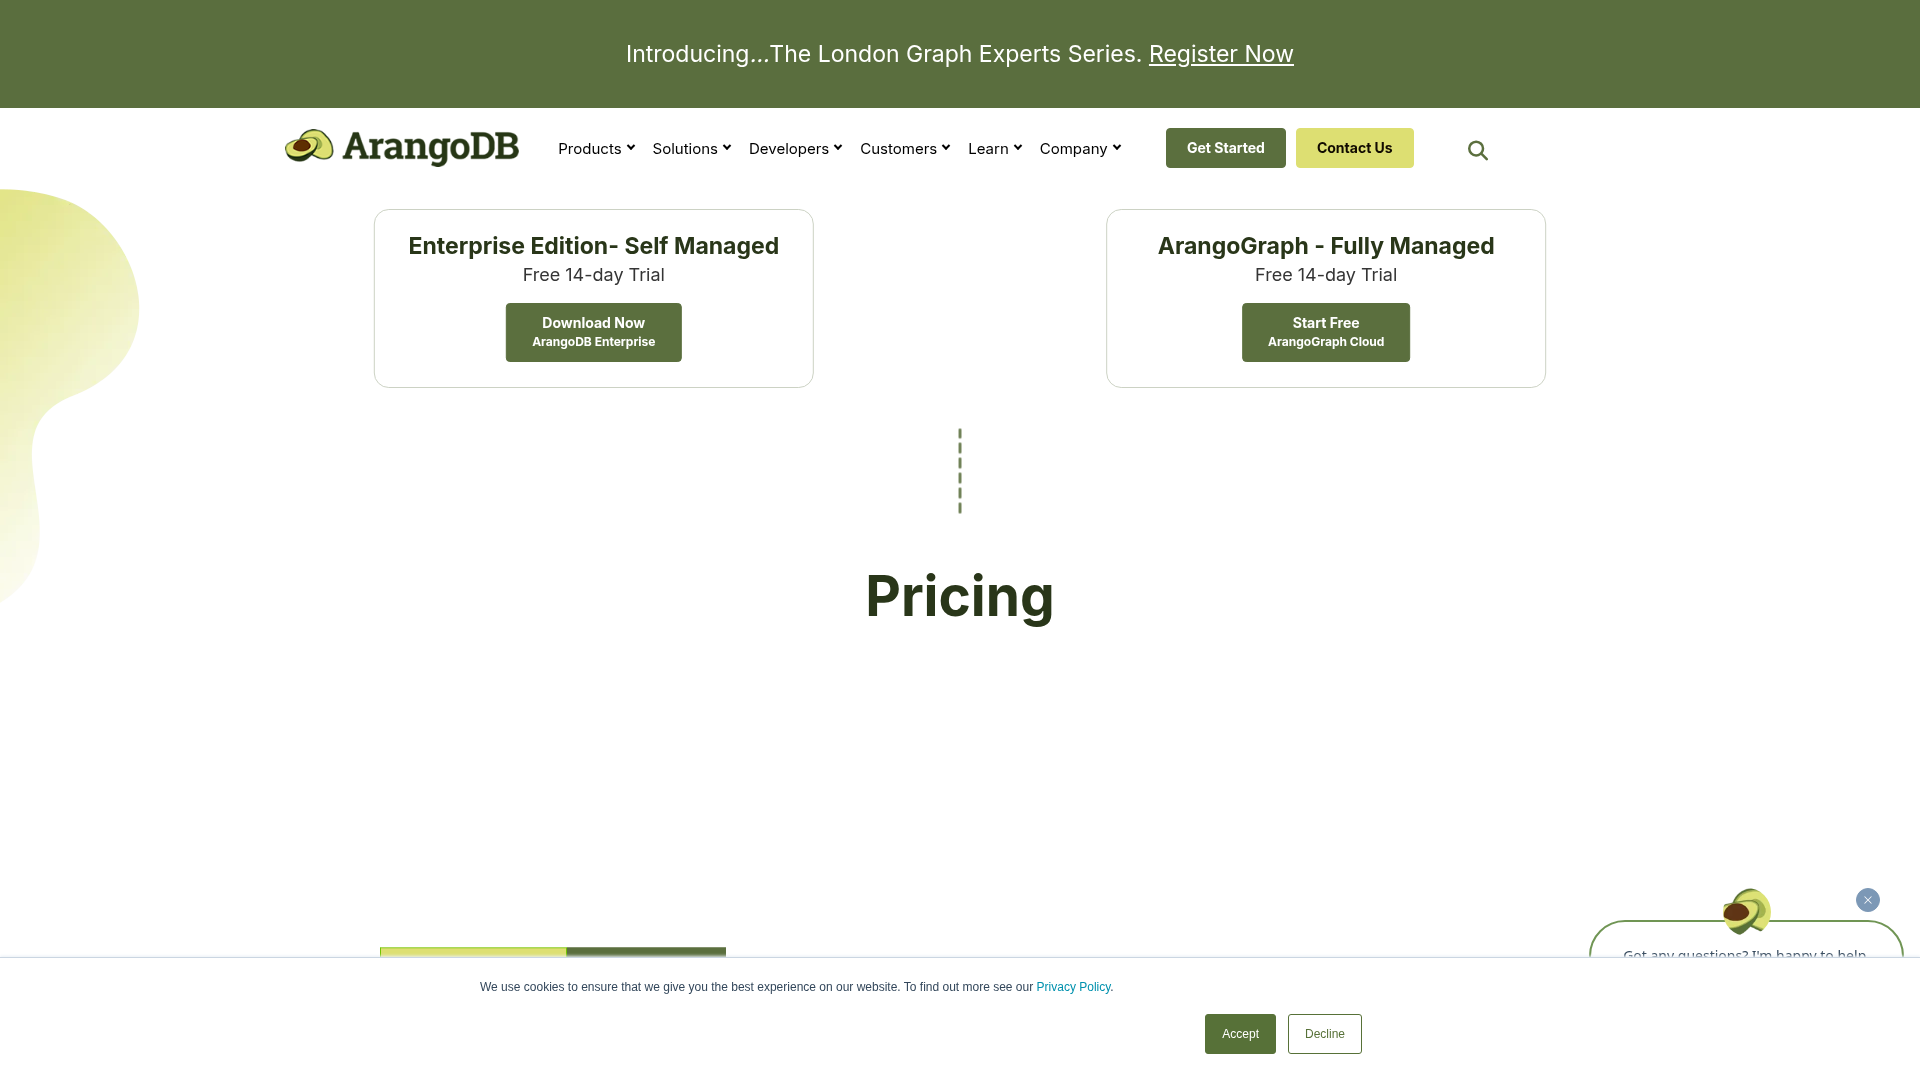 Introducing...The London Graph Experts Series. Register Now
ArangoDB
Products
Solutions
Developers
Customers
Learn
Company
Get Started
Contact Us
Enterprise Edition- Self Managed
Free 14-day Trial
Download Now
ArangoDB Enterprise
ArangoGraph - Fully Managed
Free 14-day Trial
Start Free
ArangoGraph Cloud
Pricing
Got any questions? I'm happy to help
We use cookies to ensure that we give you the best experience on our website. To find out more see our Privacy Policy.
Accept
Decline